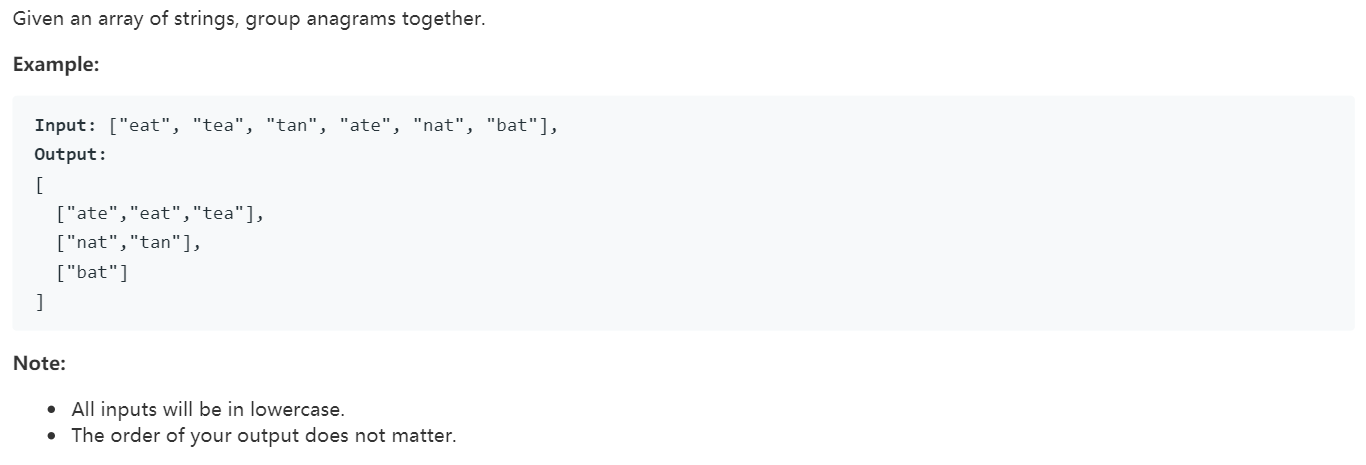 Given an array of strings, group anagrams together.
Example:
Input: ["eat", "tea", "tan", "ate", "nat", "bat"],
Output:
[
  ["ate","eat","tea"],
  ["nat","tan"],
  ["bat"]
]
Note:
• All inputs will be in lowercase.
• The order of your output does not matter.